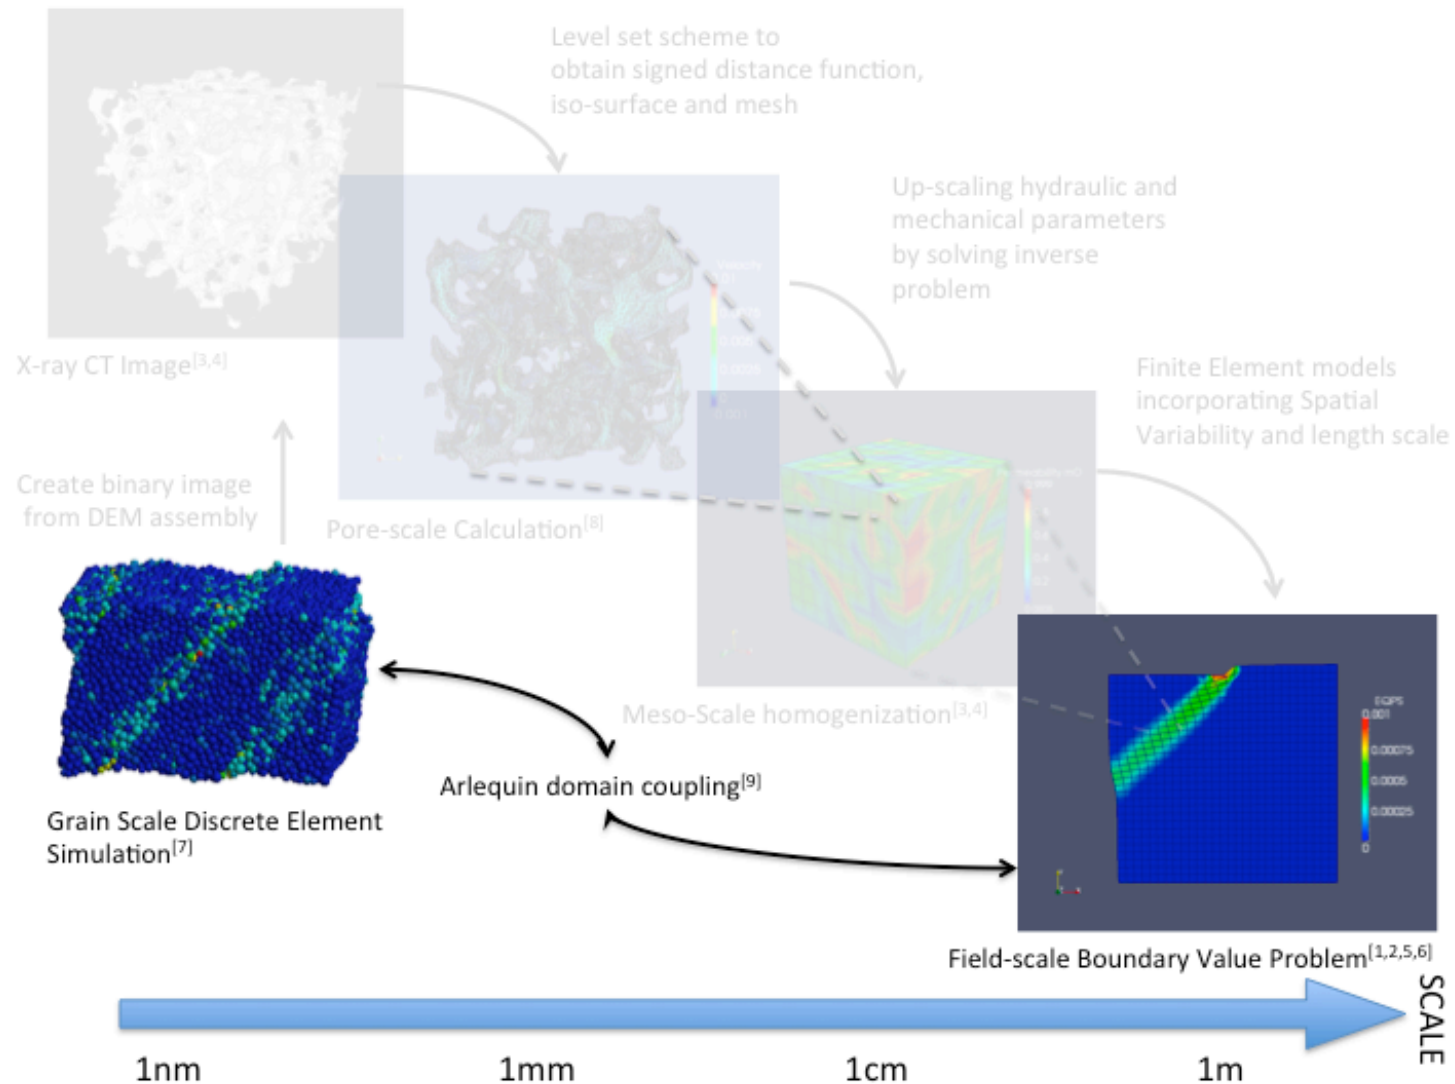 Level set scheme to
obtain signed distance function,
iso-surface and mesh
Up-scaling hydraulic and
mechanical parameters
by solving inverse
problem
X-ray CT Image[3,4]
Finite Element models
incorporating Spatial
Variability and length scale
Create binary image
from DEM assembly
Pore-scale Calculation[8]
Meso-Scale homogenization[3,4]
EQPS
0.001
0.00075
0.0005
0.00025
0
Arlequin domain coupling[9]
Grain Scale Discrete Element
Simulation[7]
Field-scale Boundary Value Problem[1,2,5,6]
SCALE
1nm 1mm 1cm 1m